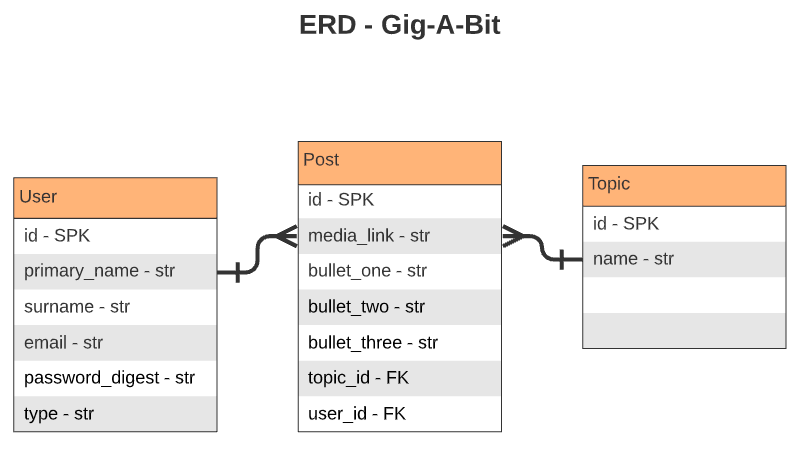 ERD - Gig-A-Bit
User
id - SPK
primary_name - str
surname - str
email - str
password_digest - str
type - str
Post
id - SPK
media_link - str
bullet_one - str
bullet_two - str
bullet_three - str
topic_id - FK
user_id - FK
Topic
id - SPK
name - str